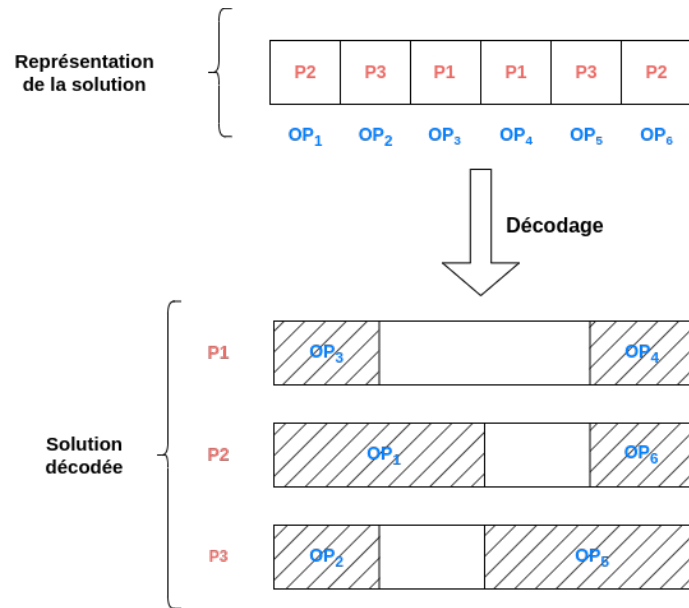 Représentation
de la solution
P2 P3 P1 P1 P3 P2
OP₁ OP₂ OP₃ OP₄ OP₅ OP₆
Décodage
Solution
décodée
P1 OP₃ OP₄
P2 OP₁ OP₆
P3 OP₂ OP₅